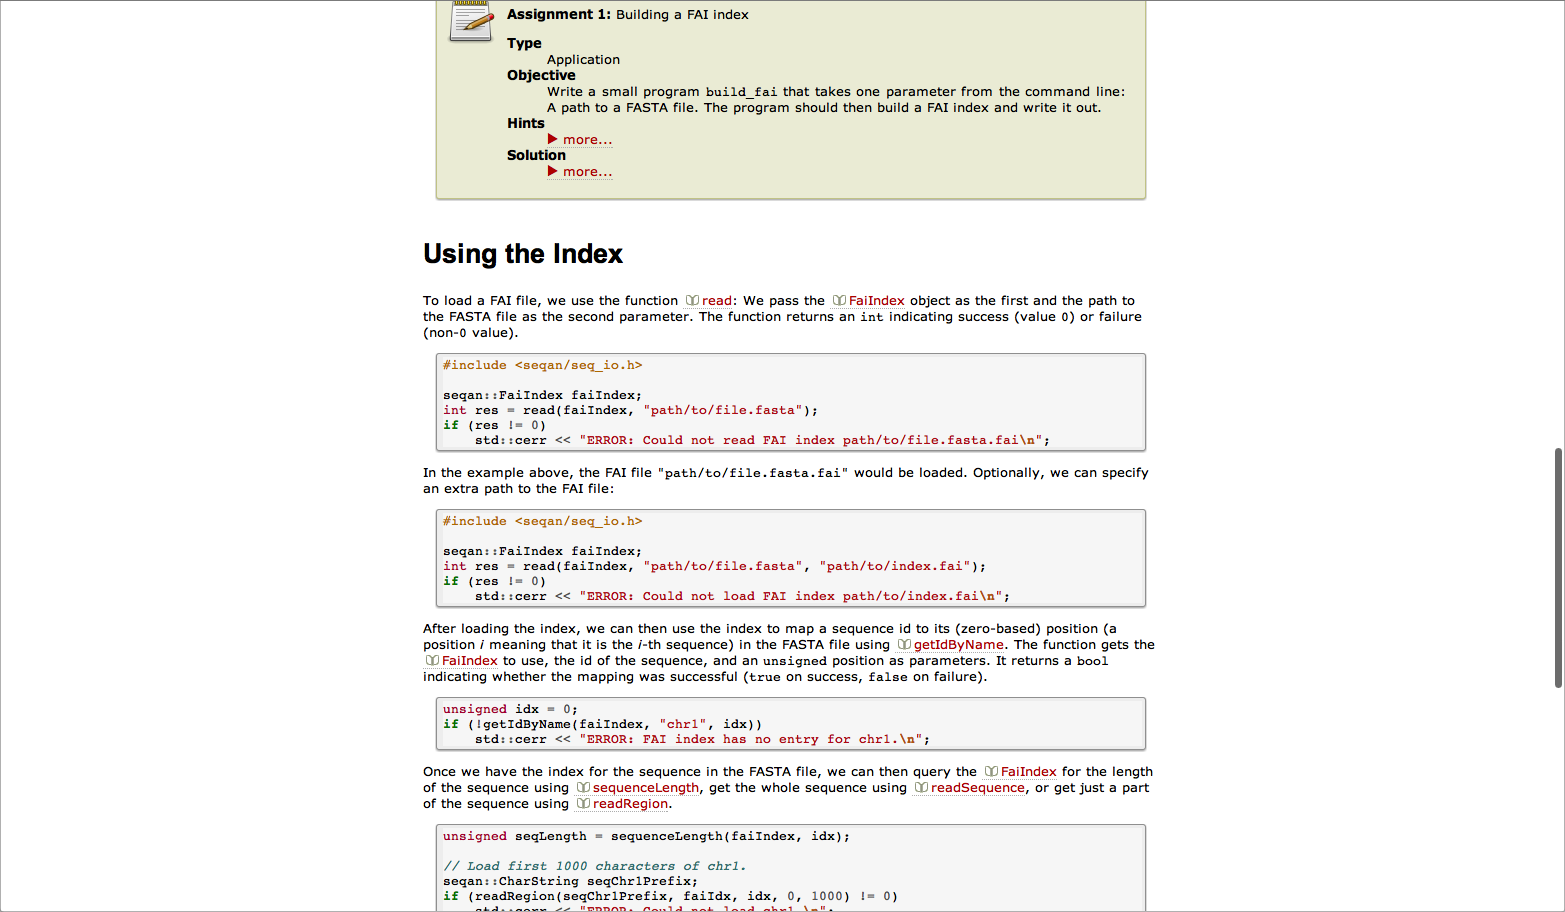 Assignment 1: Building a FAI index
Type
Application
Objective
Write a small program build_fai that takes one parameter from the command line:
A path to a FASTA file. The program should then build a FAI index and write it out.
Hints
more...
Solution
more...
Using the Index
To load a FAI file, we use the function read: We pass the FaiIndex object as the first and the path to
the FASTA file as the second parameter. The function returns an int indicating success (value 0) or failure
(non-0 value).
#include <seqan/seq_io.h>
seqan::FaiIndex faiIndex;
int res = read(faiIndex, "path/to/file.fasta");
if (res != 0)
    std::cerr << "ERROR: Could not read FAI index path/to/file.fasta.fai\n";
In the example above, the FAI file "path/to/file.fasta.fai" would be loaded. Optionally, we can specify
an extra path to the FAI file:
#include <seqan/seq_io.h>
seqan::FaiIndex faiIndex;
int res = read(faiIndex, "path/to/file.fasta", "path/to/index.fai");
if (res != 0)
    std::cerr << "ERROR: Could not load FAI index path/to/index.fai\n";
After loading the index, we can then use the index to map a sequence id to its (zero-based) position (a
position i meaning that it is the i-th sequence) in the FASTA file using getIdByName. The function gets the
FaiIndex to use, the id of the sequence, and an unsigned position as parameters. It returns a bool
indicating whether the mapping was successful (true on success, false on failure).
unsigned idx = 0;
if (!getIdByName(faiIndex, "chr1", idx))
    std::cerr << "ERROR: FAI index has no entry for chr1.\n";
Once we have the index for the sequence in the FASTA file, we can then query the FaiIndex for the length
of the sequence using sequenceLength, get the whole sequence using readSequence, or get just a part
of the sequence using readRegion.
unsigned seqLength = sequenceLength(faiIndex, idx);
// Load first 1000 characters of chr1.
seqan::CharString seqChr1Prefix;
if (readRegion(seqChr1Prefix, faiIdx, idx, 0, 1000) != 0)
    std::cerr << "ERROR: Could not load chr1.\n";